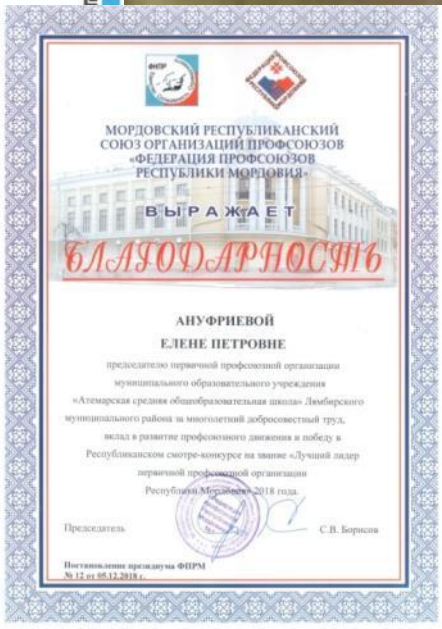 ФНПР
МОРДОВСКИЙ РЕСПУБЛИКАНСКИЙ
СОЮЗ ОРГАНИЗАЦИЙ ПРОФСОЮЗОВ
«ФЕДЕРАЦИЯ ПРОФСОЮЗОВ
РЕСПУБЛИКИ МОРДОВИЯ»
ВЫРАЖАЕТ
БЛАГОДАРНОСТЬ
АНУФРИЕВОЙ
ЕЛЕНЕ ПЕТРОВНЕ
председателю первичной профсоюзной организации
муниципального образовательного учреждения
«Атемарская средняя общеобразовательная школа» Лямбирского
муниципального района за многолетний добросовестный труд,
вклад в развитие профсоюзного движения и победу в
Республиканском смотре-конкурсе на звание «Лучший лидер
первичной профсоюзной организации
Республики Мордовия» 2018 года.
Председатель
С.В. Борисов
Постановление президиума ФПРМ
№ 12 от 05.12.2018 г.